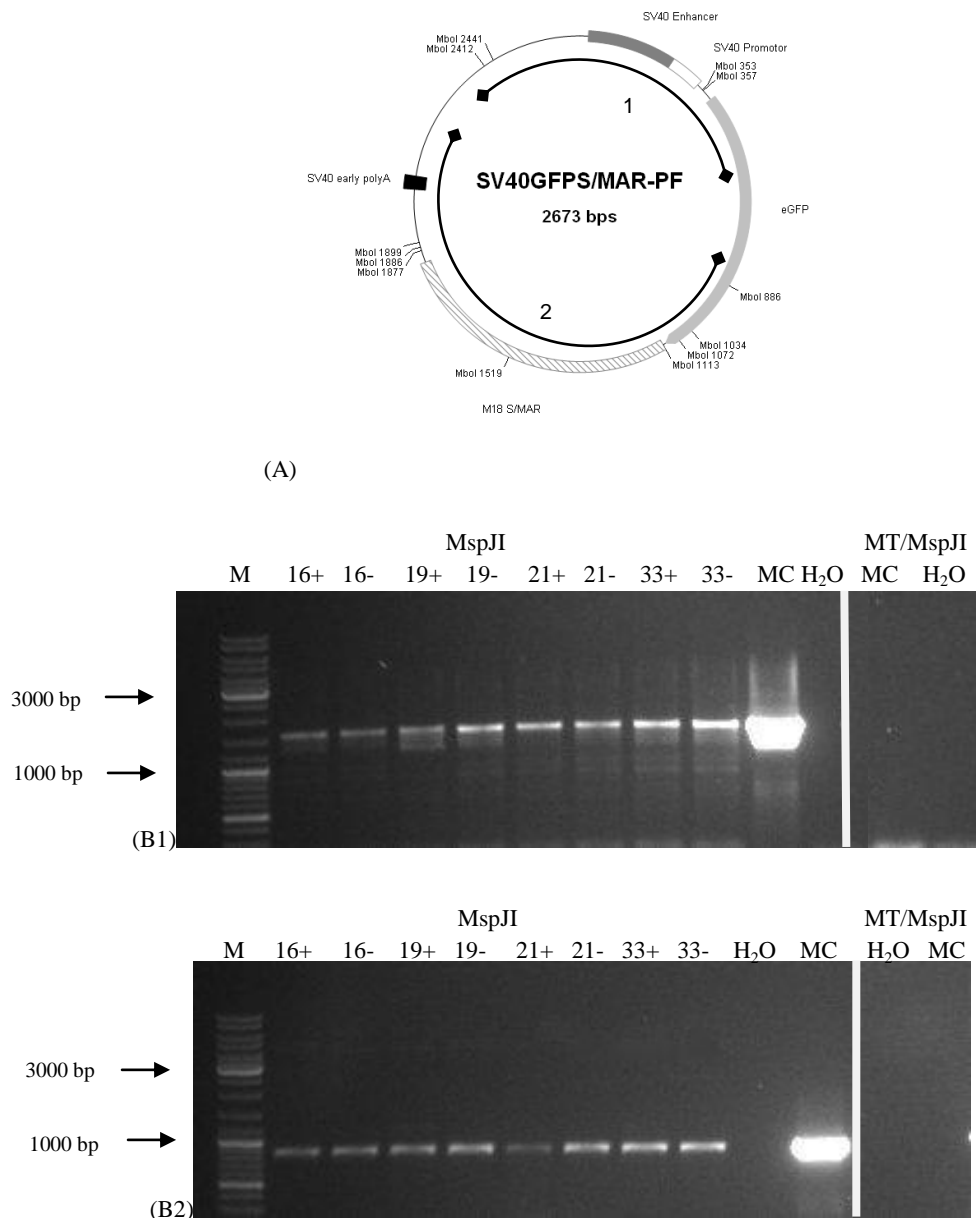 SV40 Enhancer
SV40 Promotor
MboI 2441
MboI 2412
MboI 353
MboI 357
1
SV40 early polyA
SV40GFPS/MAR-PF
2673 bps
eGFP
MboI 1899
MboI 1886
MboI 1877
MboI 886
2
MboI 1034
MboI 1072
MboI 1113
MboI 1519
M18 S/MAR
(A)
MspJI MT/MspJI
M 16+ 16- 19+ 19- 21+ 21- 33+ 33- MC H₂O MC H₂O
3000 bp
1000 bp
(B1)
MspJI MT/MspJI
M 16+ 16- 19+ 19- 21+ 21- 33+ 33- H₂O MC H₂O MC
3000 bp
1000 bp
(B2)